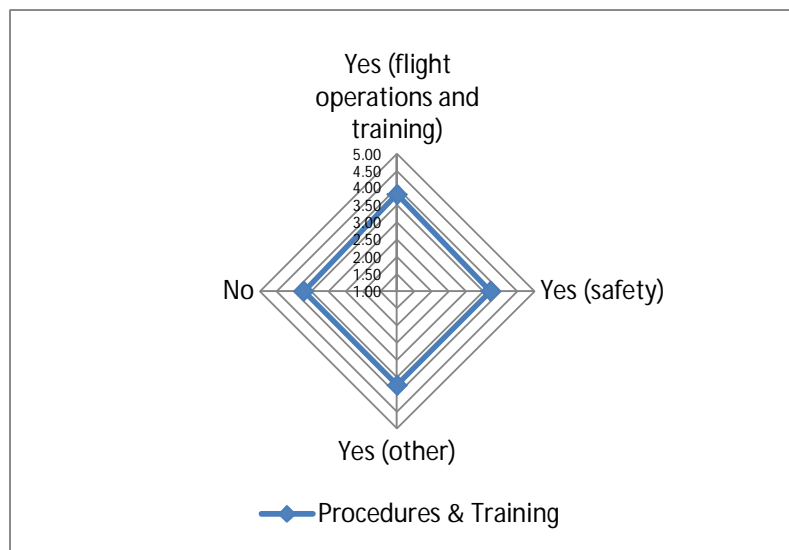 Yes (flight
operations and
training)
5.00
4.50
4.00
3.50
3.00
2.50
2.00
1.50
1.00
No
Yes (safety)
Yes (other)
Procedures & Training